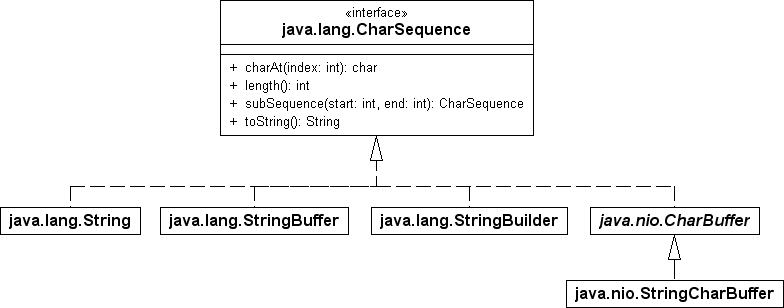 «interface»
java.lang.CharSequence
+ charAt(index: int): char
+ length(): int
+ subSequence(start: int, end: int): CharSequence
+ toString(): String
java.lang.String
java.lang.StringBuffer
java.lang.StringBuilder
java.nio.CharBuffer
java.nio.StringCharBuffer